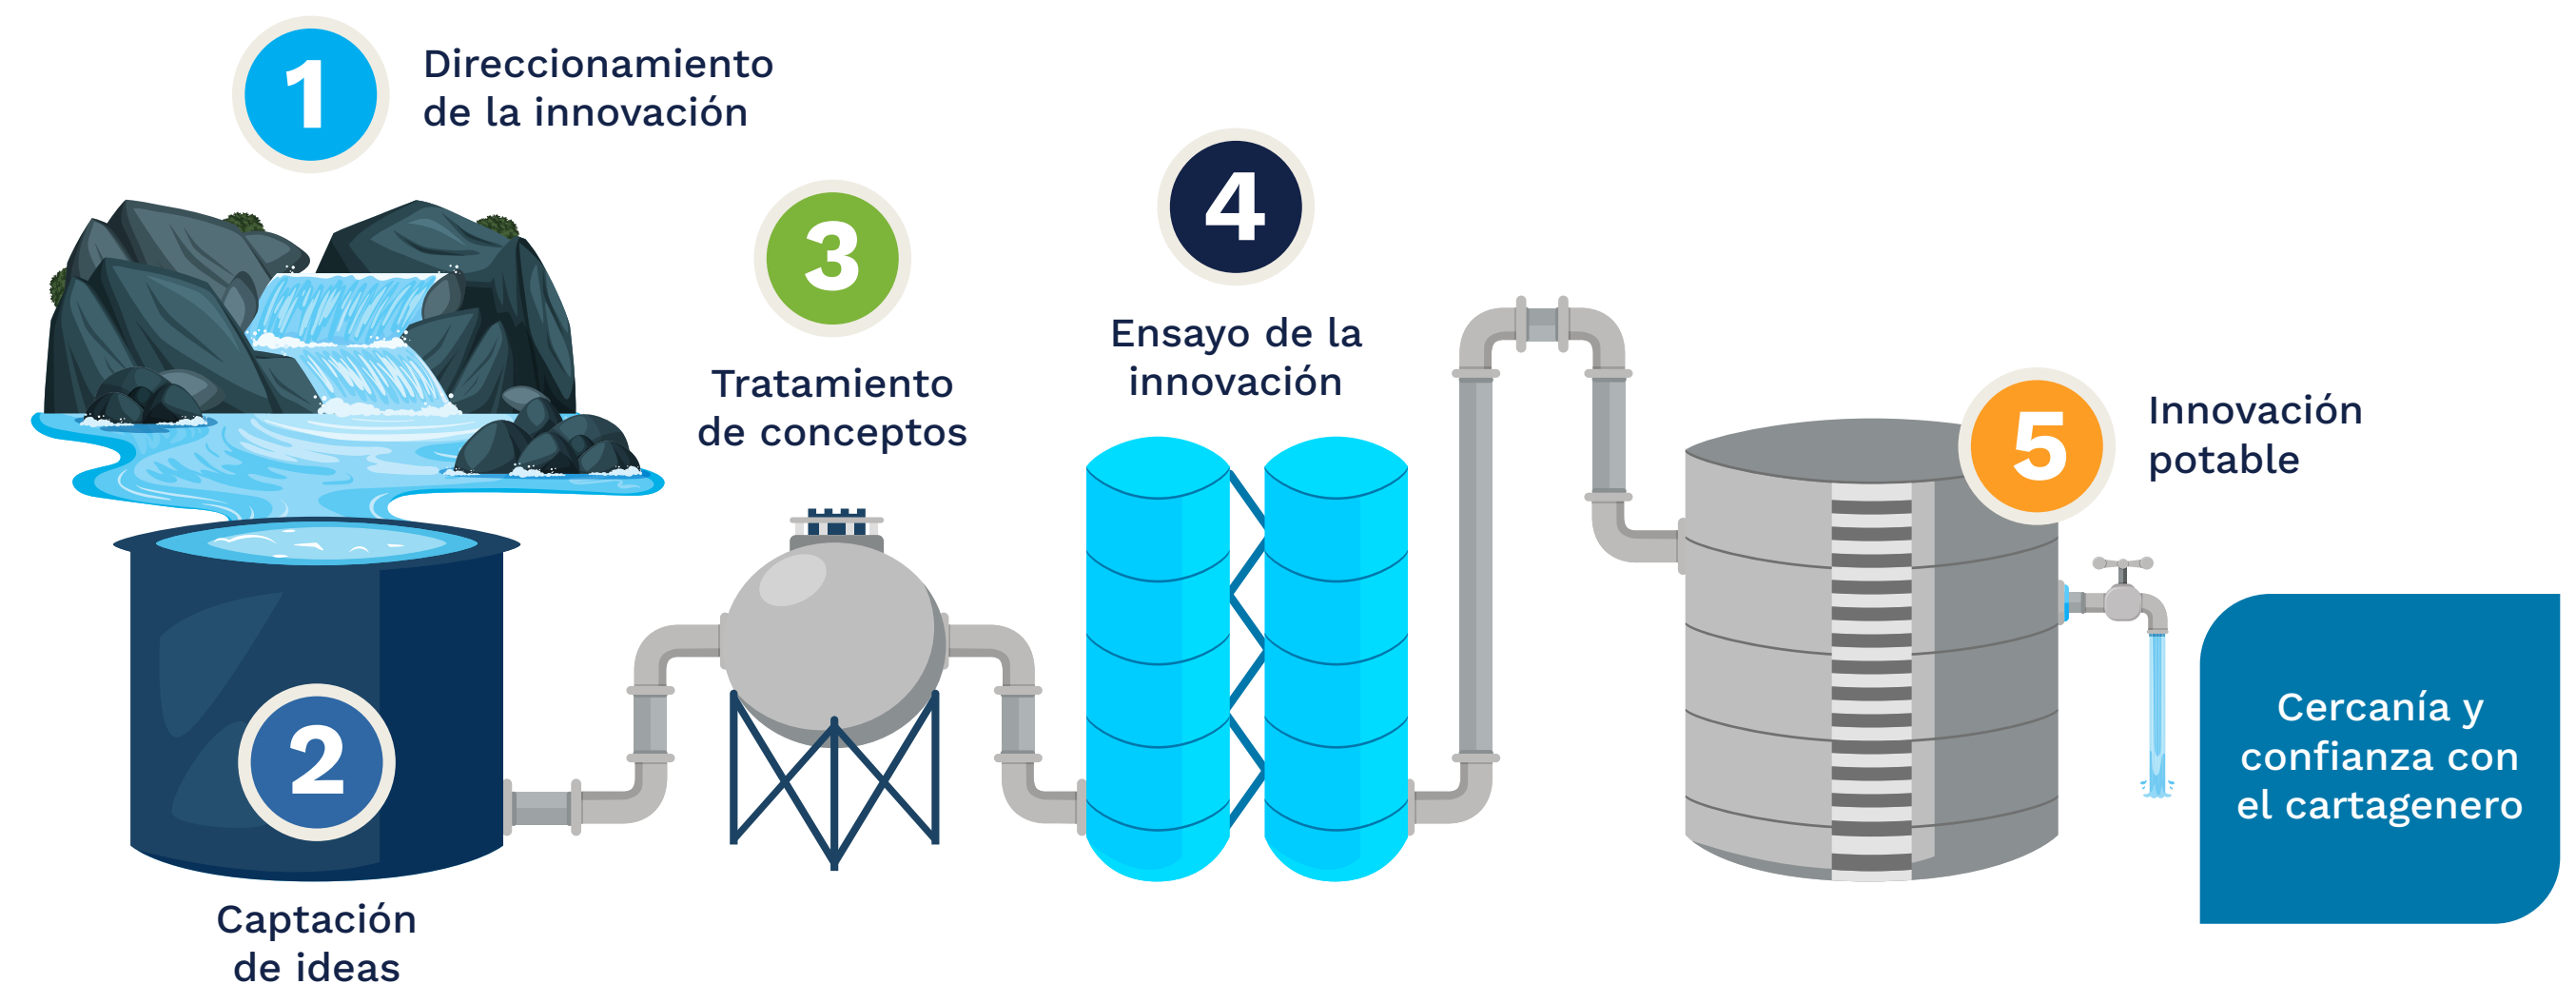 1
Direccionamiento
de la innovación
2
Captación
de ideas
3
Tratamiento
de conceptos
4
Ensayo de la
innovación
5
Innovación
potable
Cercanía y
confianza con
el cartagenero